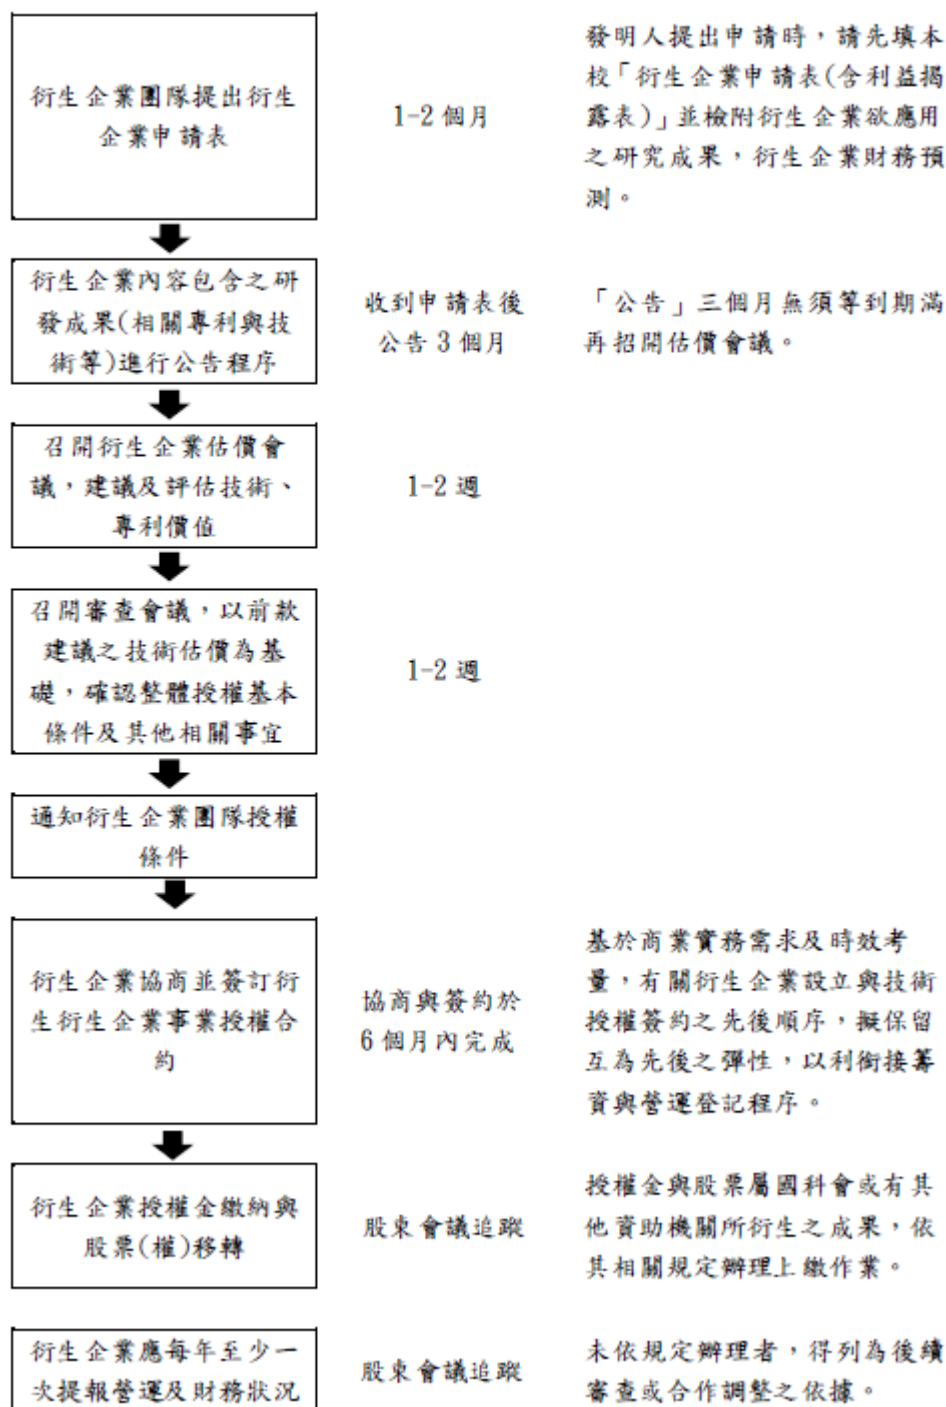 衍生企業團隊提出衍生
企業申請表
1-2 個月
發明人提出申請時，請先填本
校「衍生企業申請表(含利益揭
露表)」並檢附衍生企業欲應用
之研究成果，衍生企業財務預
測。
衍生企業內容包含之研
發成果(相關專利與技
術等)進行公告程序
收到申請表後
公告 3 個月
「公告」三個月無須等到期滿
再招開估價會議。
召開衍生企業估價會
議，建議及評估技術、
專利價值
1-2 週
召開審查會議，以前款
建議之技術估價為基
礎，確認整體授權基本
條件及其他相關事宜
1-2 週
通知衍生企業團隊授權
條件
衍生企業協商並簽訂衍
生衍生企業事業授權合
約
協商與簽約於
6 個月內完成
基於商業實務需求及時效考
量，有關衍生企業設立與技術
授權簽約之先後順序，擬保留
互為先後之彈性，以利銜接籌
資與營運登記程序。
衍生企業授權金繳納與
股票(權)移轉
股東會議追蹤
授權金與股票屬國科會或有其
他資助機關所衍生之成果，依
其相關規定辦理上繳作業。
衍生企業應每年至少一
次提報營運及財務狀況
股東會議追蹤
未依規定辦理者，得列為後續
審查或合作調整之依據。